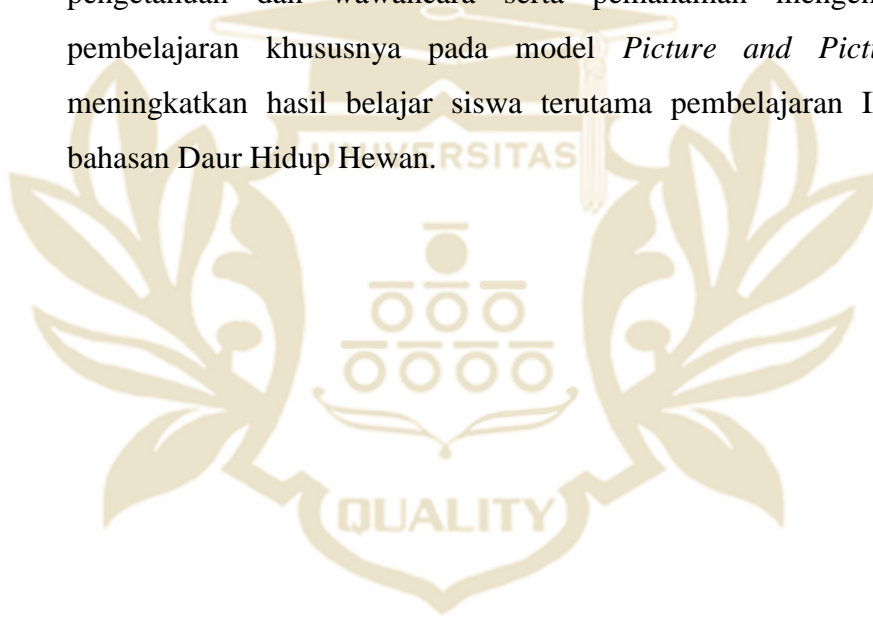 dan wawancara serta pemahaman
pembelajaran khususnya pada model Picture and
meningkatkan hasil belajar siswa terutama pembelajaran
bahasan Daur Hidup Hewan.
UNIVERSITAS
QUALITY